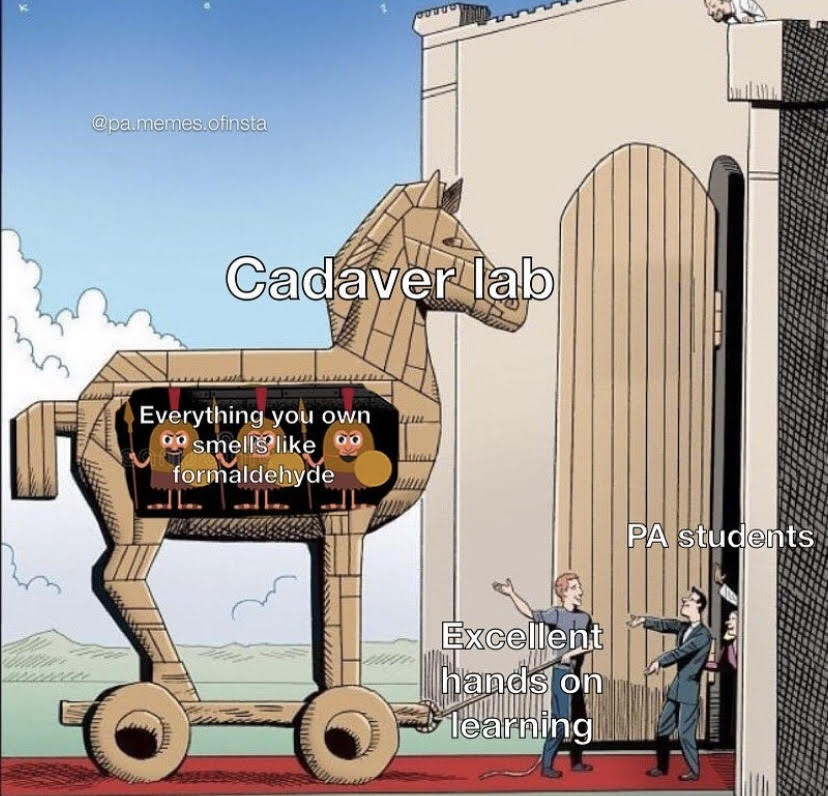 @pa.memes.ofinsta
Cadaver lab
Everything you own
smells like
formaldehyde
PA students
Excellent
hands on
learning